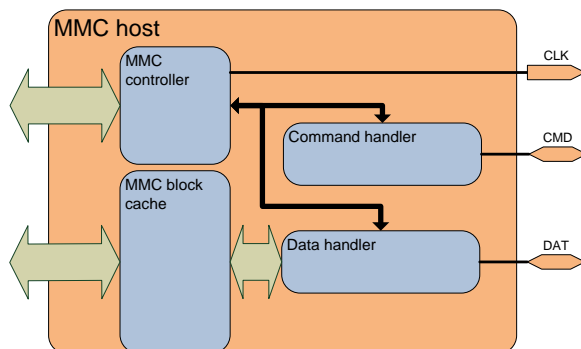 MMC host
MMC
controller
CLK
Command handler
CMD
MMC block
cache
Data handler
DAT